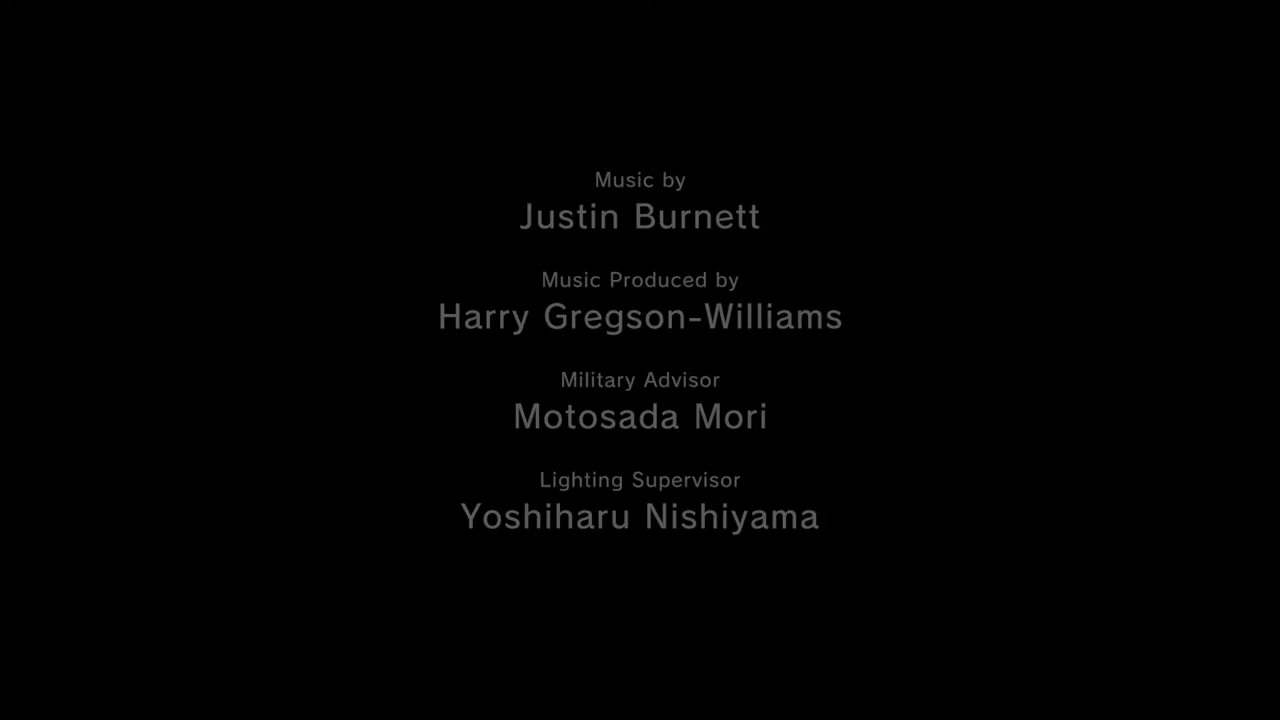 Music by
Justin Burnett
Music Produced by
Harry Gregson-Williams
Military Advisor
Motosada Mori
Lighting Supervisor
Yoshiharu Nishiyama